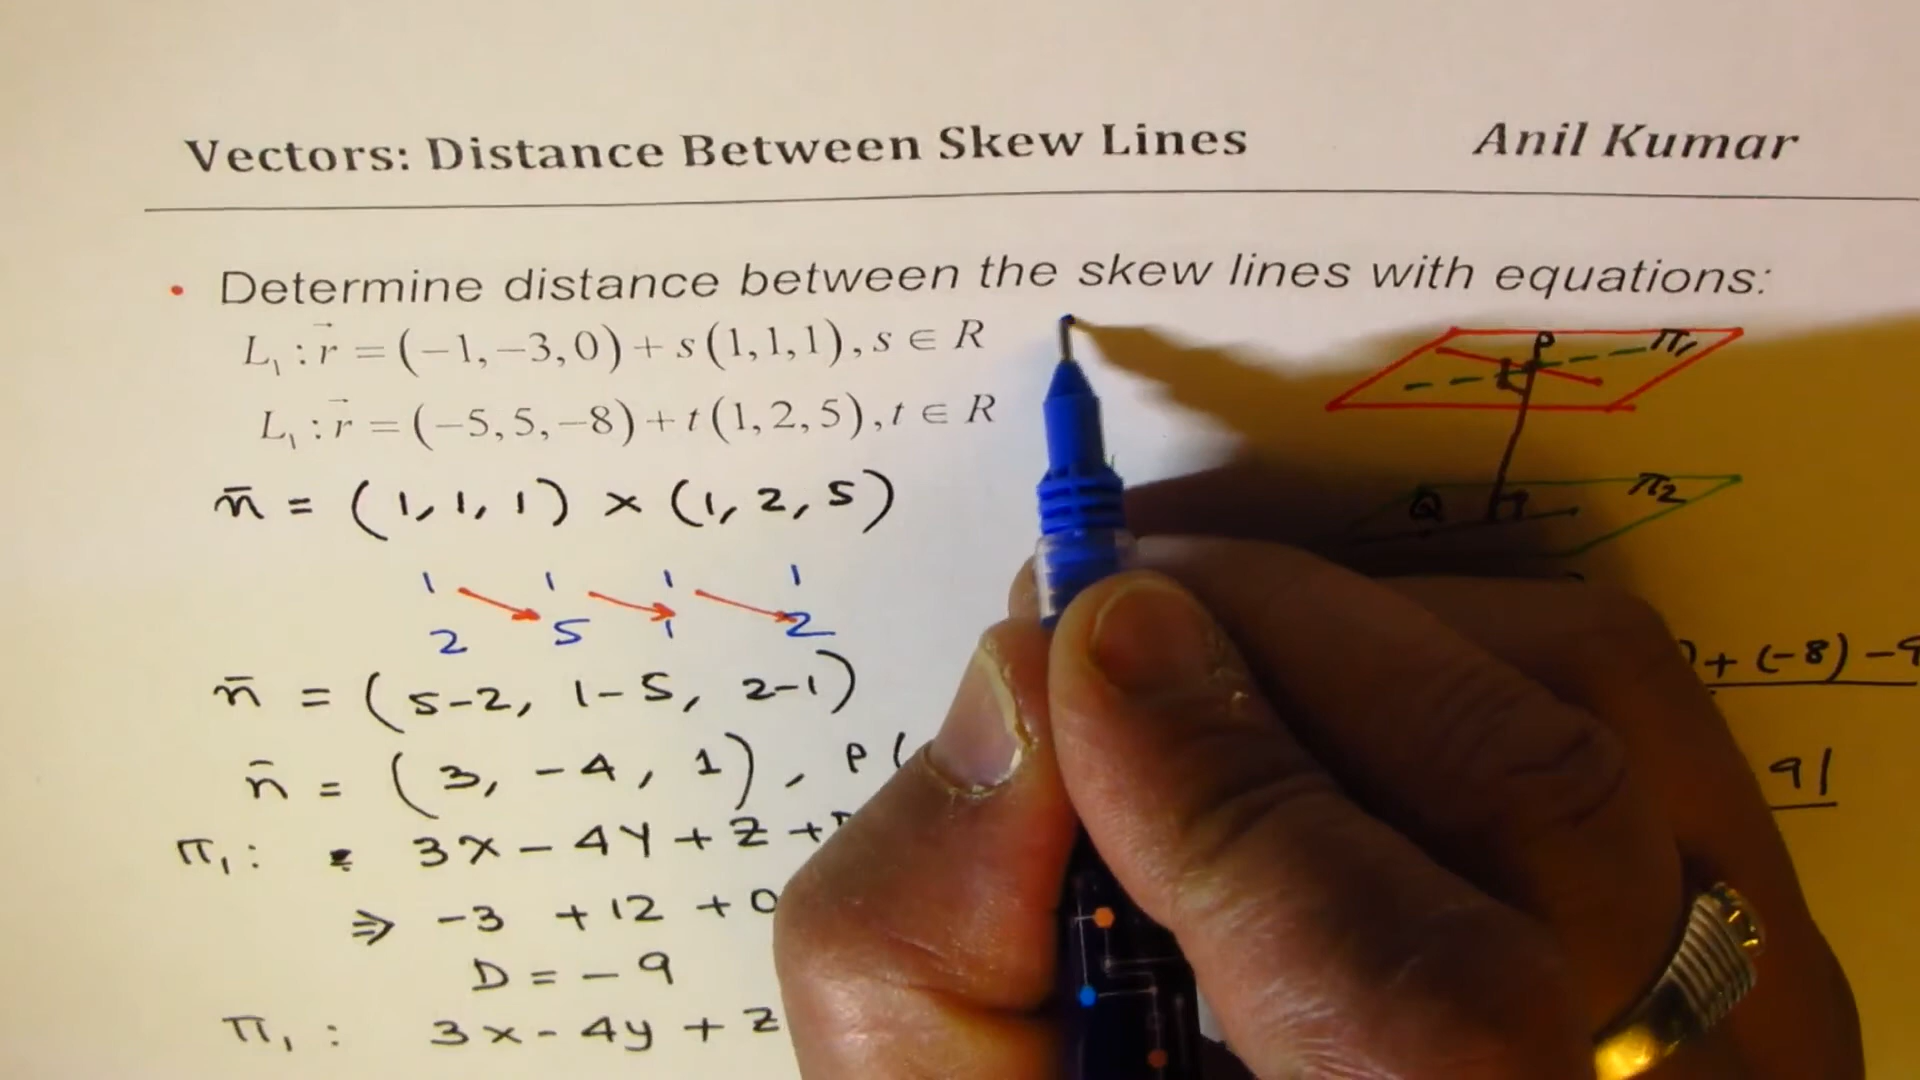 Vectors: Distance Between Skew Lines Anil Kumar
• Determine distance between the skew lines with equations:
L₁ : r⃗ = (−1, −3, 0) + s(1, 1, 1), s ∈ R
L₁ : r⃗ = (−5, 5, −8) + t(1, 2, 5), t ∈ R
P π₁
Q π₂
n̄ = (1, 1, 1) × (1, 2, 5)
1 1 1 1
2 5 1 2
n̄ = (5-2, 1-5, 2-1)
) + (-8) - 9
n̄ = (3, -4, 1), P(
91
π₁ : 3x - 4y + z +
⇒ -3 + 12 + 0
D = -9
π₁ : 3x - 4y + z